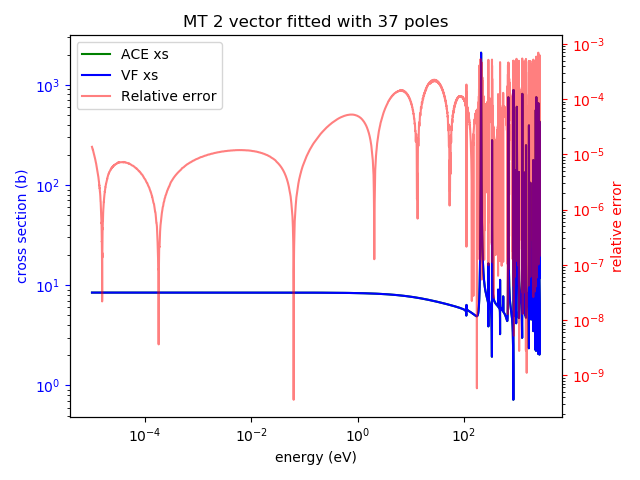 MT 2 vector fitted with 37 poles
ACE xs
VF xs
Relative error
cross section (b)
10³
10²
10¹
10⁰
10⁻³
10⁻⁴
10⁻⁵
10⁻⁶
10⁻⁷
10⁻⁸
10⁻⁹
relative error
10⁻⁴
10⁻²
10⁰
10²
energy (eV)